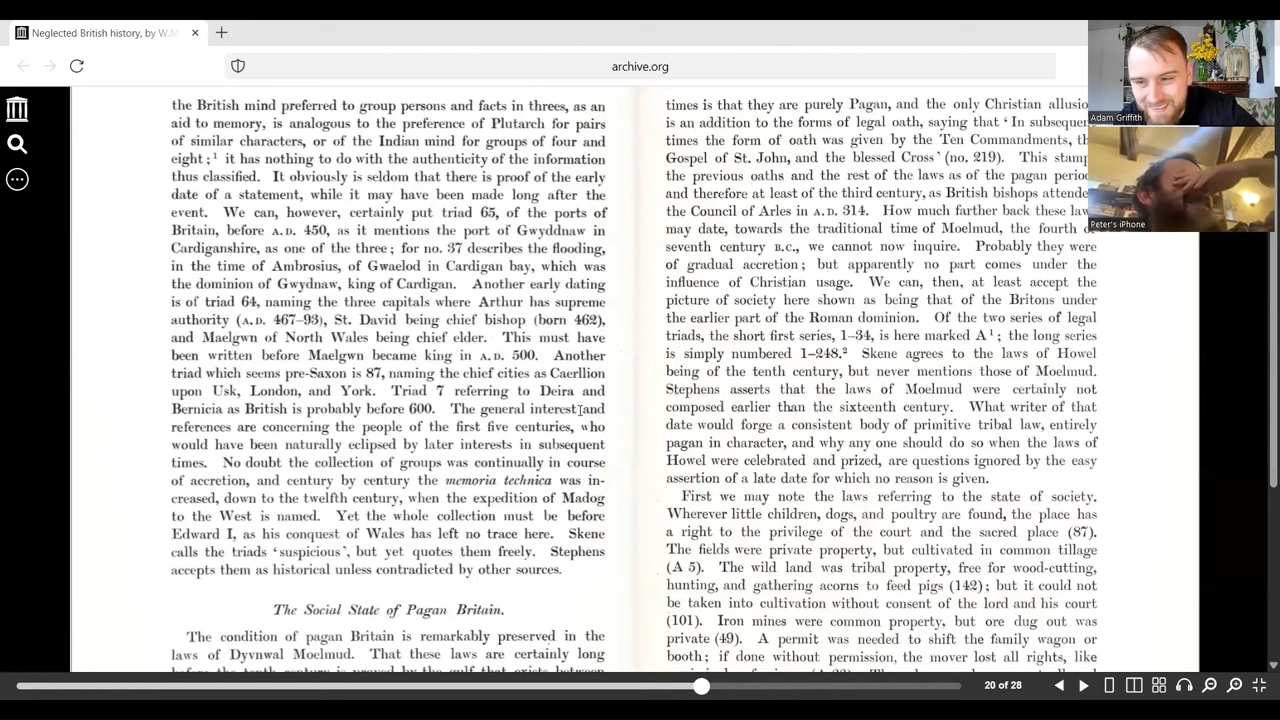 Neglected British history, by W.M
archive.org
Adam Griffith
Peter's iPhone
the British mind preferred to group persons and facts in threes, as an
aid to memory, is analogous to the preference of Plutarch for pairs
of similar characters, or of the Indian mind for groups of four and
eight;¹ it has nothing to do with the authenticity of the information
thus classified. It obviously is seldom that there is proof of the early
date of a statement, while it may have been made long after the
event. We can, however, certainly put triad 65, of the ports of
Britain, before A.D. 450, as it mentions the port of Gwyddnaw in
Cardiganshire, as one of the three; for no. 37 describes the flooding,
in the time of Ambrosius, of Gwaelod in Cardigan bay, which was
the dominion of Gwydnaw, king of Cardigan. Another early dating
is of triad 64, naming the three capitals where Arthur has supreme
authority (A.D. 467–93), St. David being chief bishop (born 462),
and Maelgwn of North Wales being chief elder. This must have
been written before Maelgwn became king in A.D. 500. Another
triad which seems pre-Saxon is 87, naming the chief cities as Caerllion
upon Usk, London, and York. Triad 7 referring to Deira and
Bernicia as British is probably before 600. The general interest and
references are concerning the people of the first five centuries, who
would have been naturally eclipsed by later interests in subsequent
times. No doubt the collection of groups was continually in course
of accretion, and century by century the memoria technica was in-
creased, down to the twelfth century, when the expedition of Madog
to the West is named. Yet the whole collection must be before
Edward I, as his conquest of Wales has left no trace here. Skene
calls the triads ‘suspicious’, but yet quotes them freely. Stephens
accepts them as historical unless contradicted by other sources.
The Social State of Pagan Britain.
The condition of pagan Britain is remarkably preserved in the
laws of Dyvnwal Moelmud. That these laws are certainly long
before the tenth century is proved by the gulf that exists between
times is that they are purely Pagan, and the only Christian allusi
is an addition to the forms of legal oath, saying that ‘In subsequen
times the form of oath was given by the Ten Commandments, th
Gospel of St. John, and the blessed Cross’ (no. 219). This stamp
the previous oaths and the rest of the laws as of the pagan perio
and therefore at least of the third century, as British bishops attende
the Council of Arles in A.D. 314. How much farther back these law
may date, towards the traditional time of Moelmud, the fourth o
seventh century B.C., we cannot now inquire. Probably they were
of gradual accretion; but apparently no part comes under the
influence of Christian usage. We can, then, at least accept the
picture of society here shown as being that of the Britons under
the earlier part of the Roman dominion. Of the two series of legal
triads, the short first series, 1–34, is here marked A¹; the long series
is simply numbered 1–248.² Skene agrees to the laws of Howel
being of the tenth century, but never mentions those of Moelmud.
Stephens asserts that the laws of Moelmud were certainly not
composed earlier than the sixteenth century. What writer of that
date would forge a consistent body of primitive tribal law, entirely
pagan in character, and why any one should do so when the laws of
Howel were celebrated and prized, are questions ignored by the easy
assertion of a late date for which no reason is given.
First we may note the laws referring to the state of society.
Wherever little children, dogs, and poultry are found, the place has
a right to the privilege of the court and the sacred place (87).
The fields were private property, but cultivated in common tillage
(A 5). The wild land was tribal property, free for wood-cutting,
hunting, and gathering acorns to feed pigs (142); but it could not
be taken into cultivation without consent of the lord and his court
(101). Iron mines were common property, but ore dug out was
private (49). A permit was needed to shift the family wagon or
booth; if done without permission, the mover lost all rights, like
20 of 28